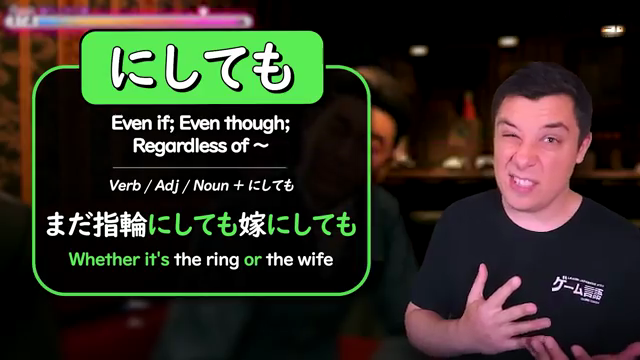 にしても
Even if; Even though;
Regardless of ～
Verb / Adj / Noun + にしても
まだ指輪にしても嫁にしても
Whether it's the ring or the wife
ゲーム言語